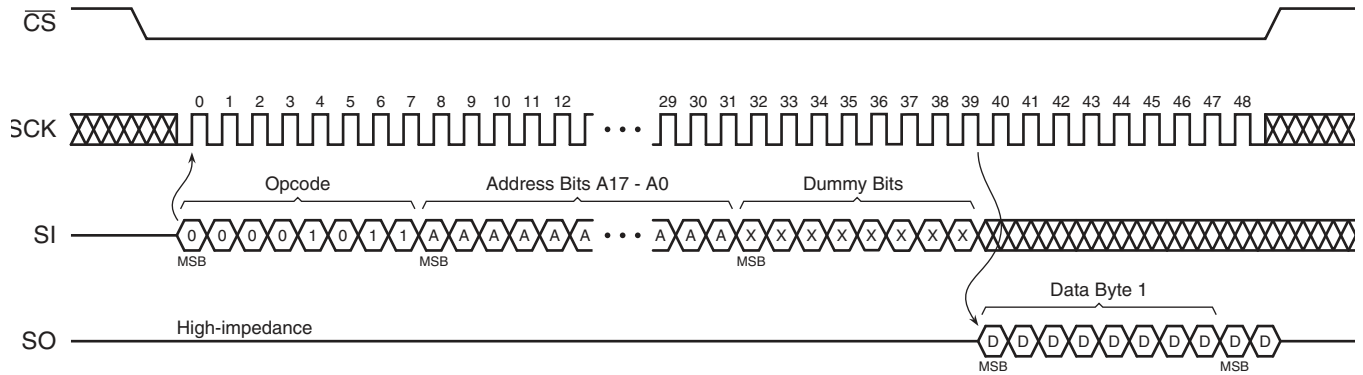 CS
0 1 2 3 4 5 6 7 8 9 10 11 12 29 30 31 32 33 34 35 36 37 38 39 40 41 42 43 44 45 46 47 48
SCK
Opcode Address Bits A17 - A0 Dummy Bits
SI 0 0 0 0 1 0 1 1 A A A A A A • • • A A A X X X X X X X X
MSB MSB MSB
Data Byte 1
High-impedance
SO D D D D D D D D D D
MSB MSB